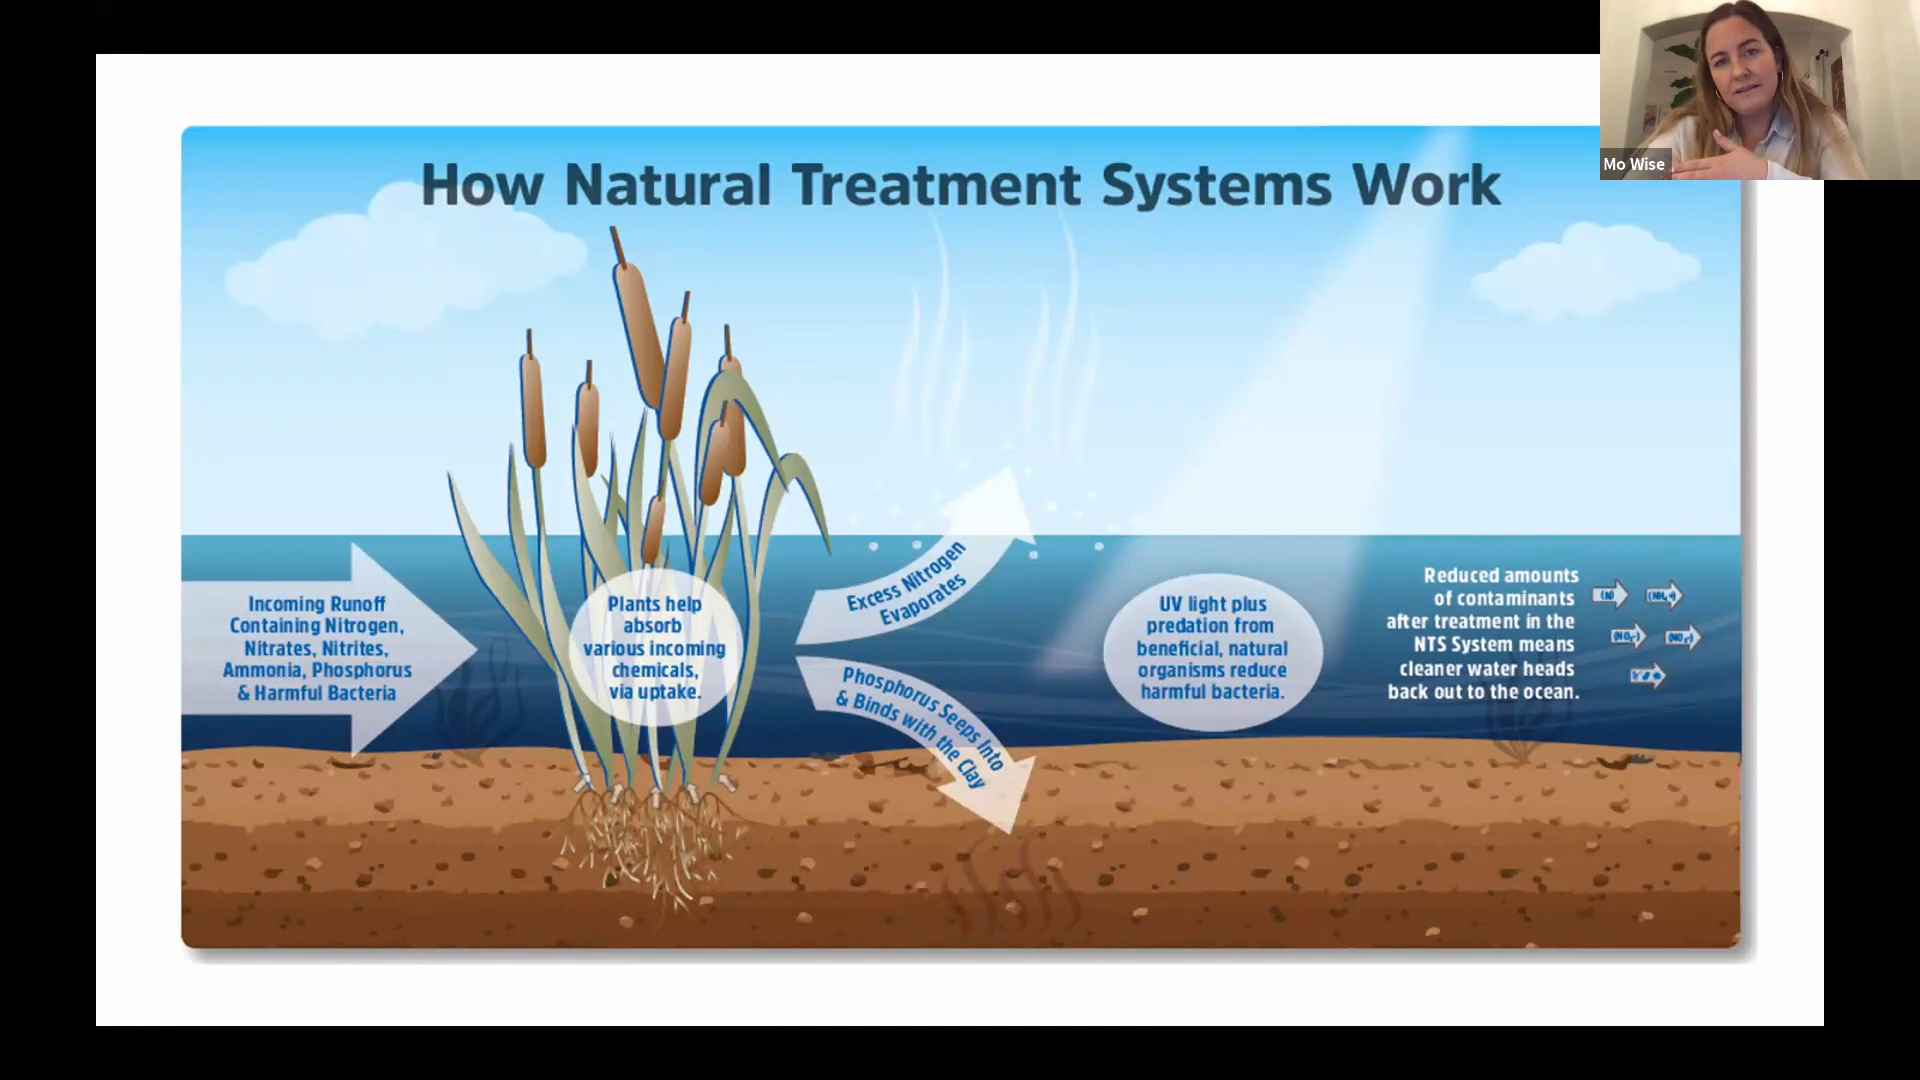 Mo Wise
How Natural Treatment Systems Work
Incoming Runoff
Containing Nitrogen,
Nitrates, Nitrites,
Ammonia, Phosphorus
& Harmful Bacteria
Plants help
absorb
various incoming
chemicals,
via uptake.
Excess Nitrogen
Evaporates
Phosphorus Seeps Into
& Binds with the Clay
UV light plus
predation from
beneficial, natural
organisms reduce
harmful bacteria.
Reduced amounts
of contaminants
after treatment in the
NTS System means
cleaner water heads
back out to the ocean.
(N)